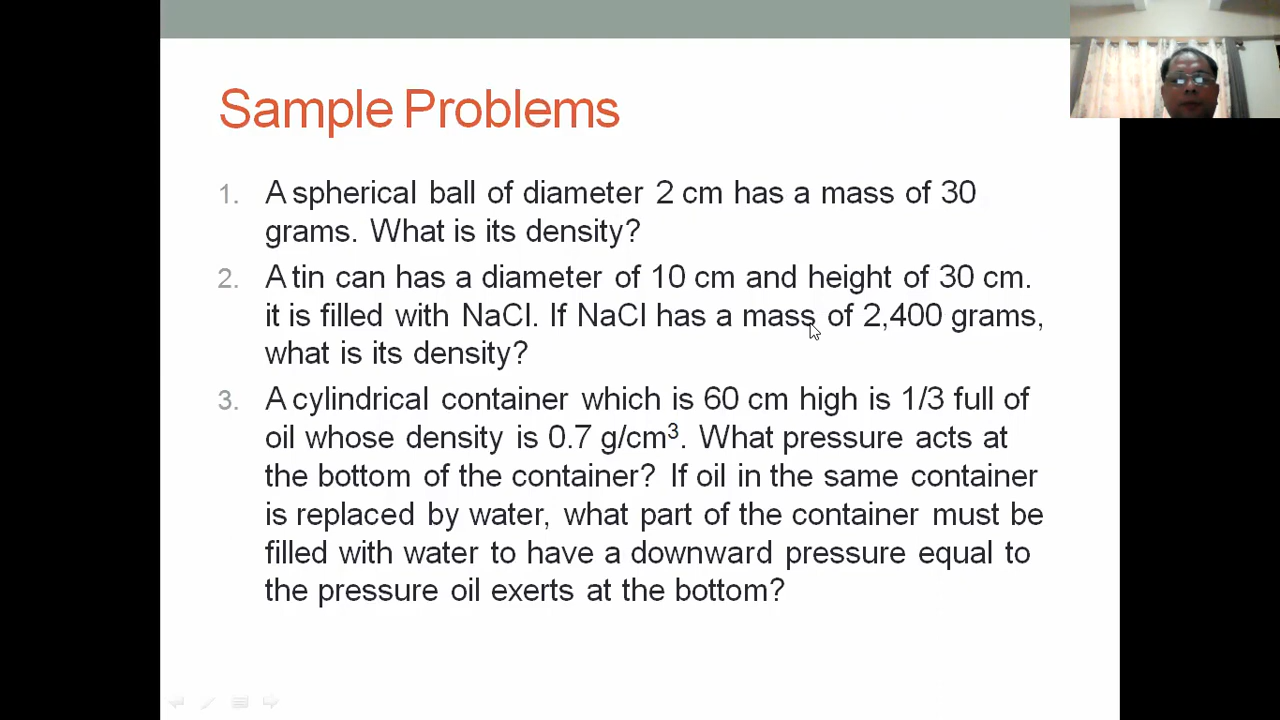 Sample Problems
1. A spherical ball of diameter 2 cm has a mass of 30
grams. What is its density?
2. A tin can has a diameter of 10 cm and height of 30 cm.
it is filled with NaCl. If NaCl has a mass of 2,400 grams,
what is its density?
3. A cylindrical container which is 60 cm high is 1/3 full of
oil whose density is 0.7 g/cm³. What pressure acts at
the bottom of the container? If oil in the same container
is replaced by water, what part of the container must be
filled with water to have a downward pressure equal to
the pressure oil exerts at the bottom?